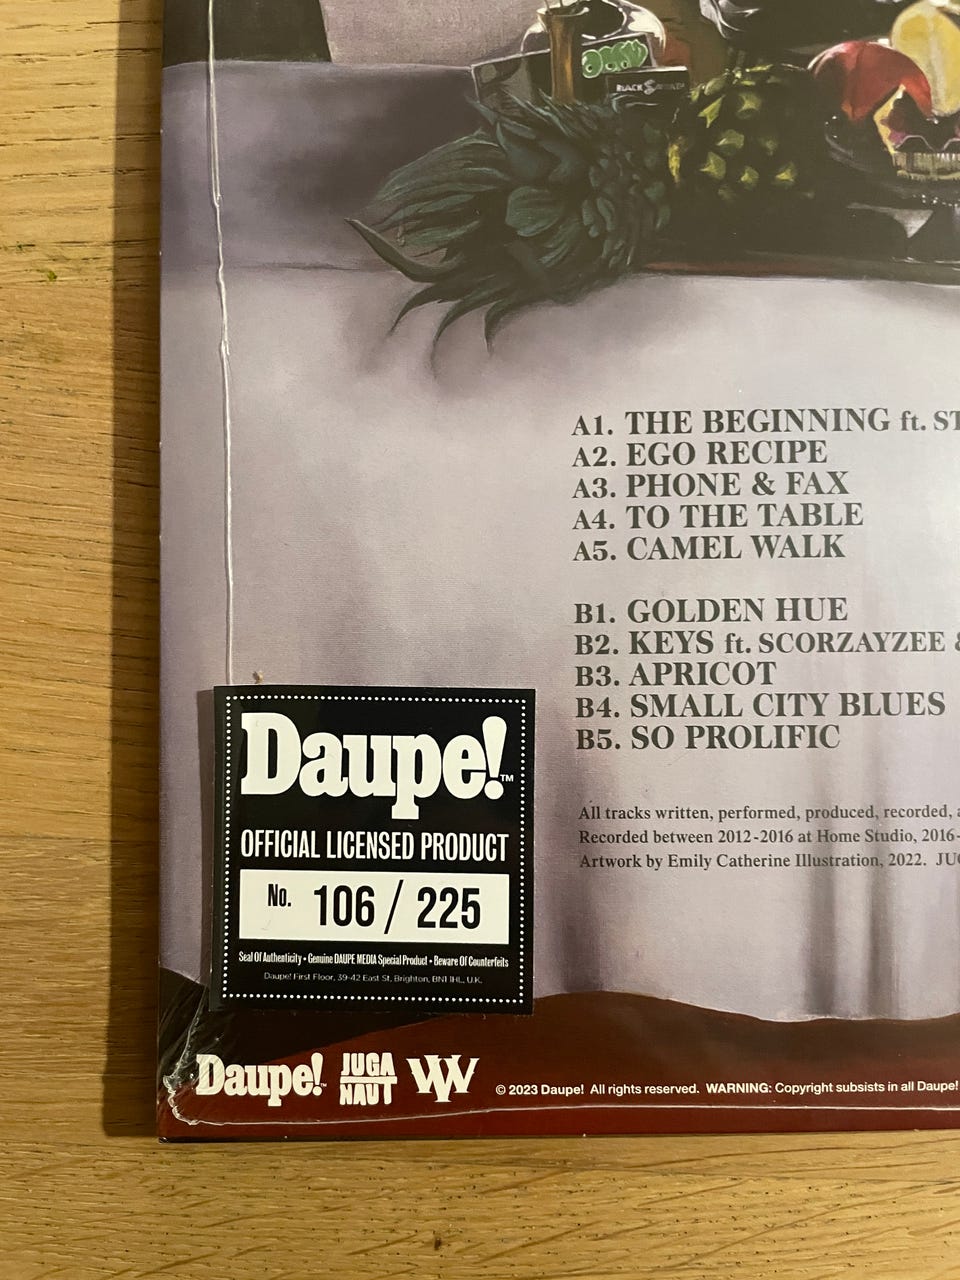 BLACK
A1. THE BEGINNING ft. ST
A2. EGO RECIPE
A3. PHONE & FAX
A4. TO THE TABLE
A5. CAMEL WALK
B1. GOLDEN HUE
B2. KEYS ft. SCORZAYZEE &
B3. APRICOT
B4. SMALL CITY BLUES
B5. SO PROLIFIC
All tracks written, performed, produced, recorded, a
Recorded between 2012-2016 at Home Studio, 2016-
Artwork by Emily Catherine Illustration, 2022. JUG
Daupe!™
OFFICIAL LICENSED PRODUCT
No. 106 / 225
Seal Of Authenticity • Genuine DAUPE MEDIA Special Product • Beware Of Counterfeits
Daupe! First Floor, 39-42 East St, Brighton, BN1 1HL, U.K.
Daupe!™ JUGA
NAUT
© 2023 Daupe! All rights reserved. WARNING: Copyright subsists in all Daupe!